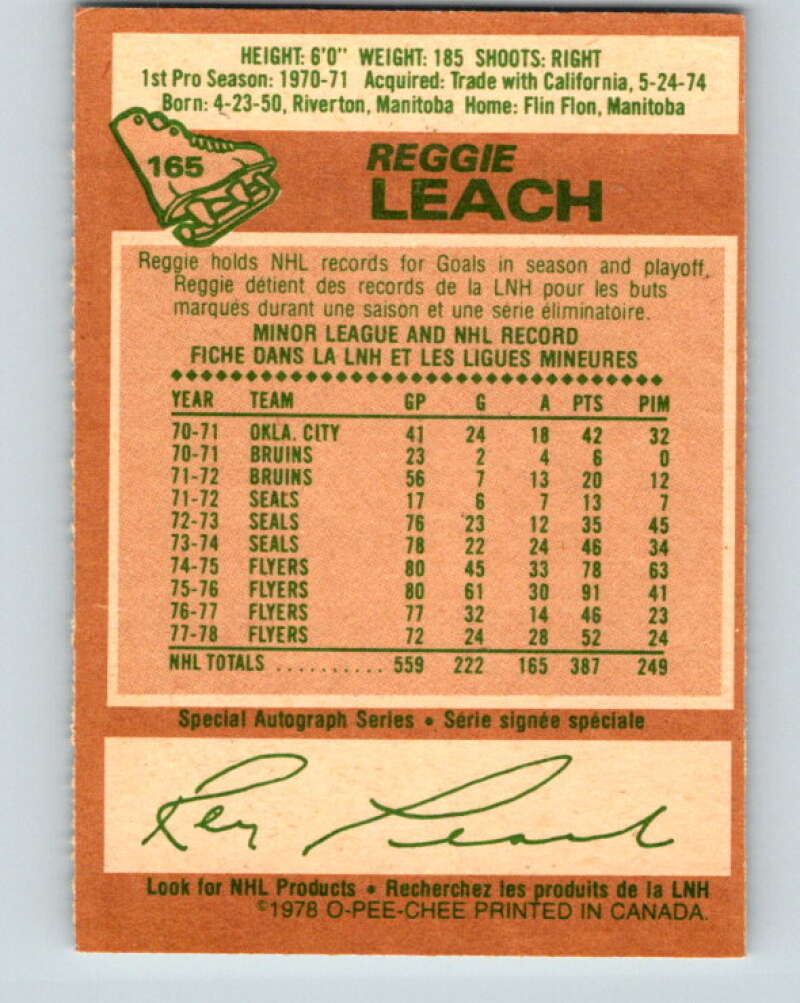 HEIGHT: 6'0" WEIGHT: 185 SHOOTS: RIGHT
1st Pro Season: 1970-71 Acquired: Trade with California, 5-24-74
Born: 4-23-50, Riverton, Manitoba Home: Flin Flon, Manitoba
165
REGGIE
LEACH
Reggie holds NHL records for Goals in season and playoff.
Reggie détient des records de la LNH pour les buts
marqués durant une saison et une série éliminatoire.
MINOR LEAGUE AND NHL RECORD
FICHE DANS LA LNH ET LES LIGUES MINEURES
YEAR TEAM GP G A PTS PIM
70-71 OKLA. CITY 41 24 18 42 32
70-71 BRUINS 23 2 4 6 0
71-72 BRUINS 56 7 13 20 12
71-72 SEALS 17 6 7 13 7
72-73 SEALS 76 23 12 35 45
73-74 SEALS 78 22 24 46 34
74-75 FLYERS 80 45 33 78 63
75-76 FLYERS 80 61 30 91 41
76-77 FLYERS 77 32 14 46 23
77-78 FLYERS 72 24 28 52 24
NHL TOTALS .......... 559 222 165 387 249
Special Autograph Series • Série signée spéciale
Reg Leach
Look for NHL Products • Recherchez les produits de la LNH
©1978 O-PEE-CHEE PRINTED IN CANADA.